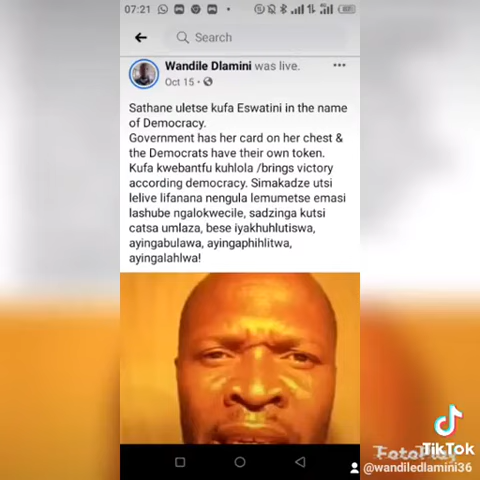 07:21
Search
Wandile Dlamini was live.
Oct 15 •
Sathane uletse kufa Eswatini in the name
of Democracy.
Government has her card on her chest &
the Democrats have their own token.
Kufa kwebantfu kuhlola /brings victory
according democracy. Simakadze utsi
lelive lifanana nengula lemumetse emasi
lashube ngalokwecile, sadzinga kutsi
catsa umlaza, bese iyakhuhlutiswa,
ayingabulawa, ayingaphihlitwa,
ayingalahlwa!
TikTok
@wandiledlamini36